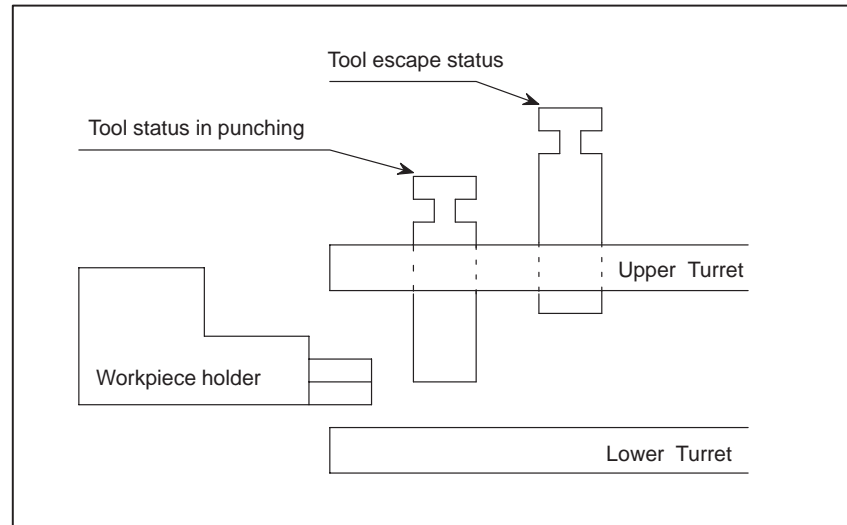 Tool escape status
Tool status in punching
Upper Turret
Workpiece holder
Lower Turret